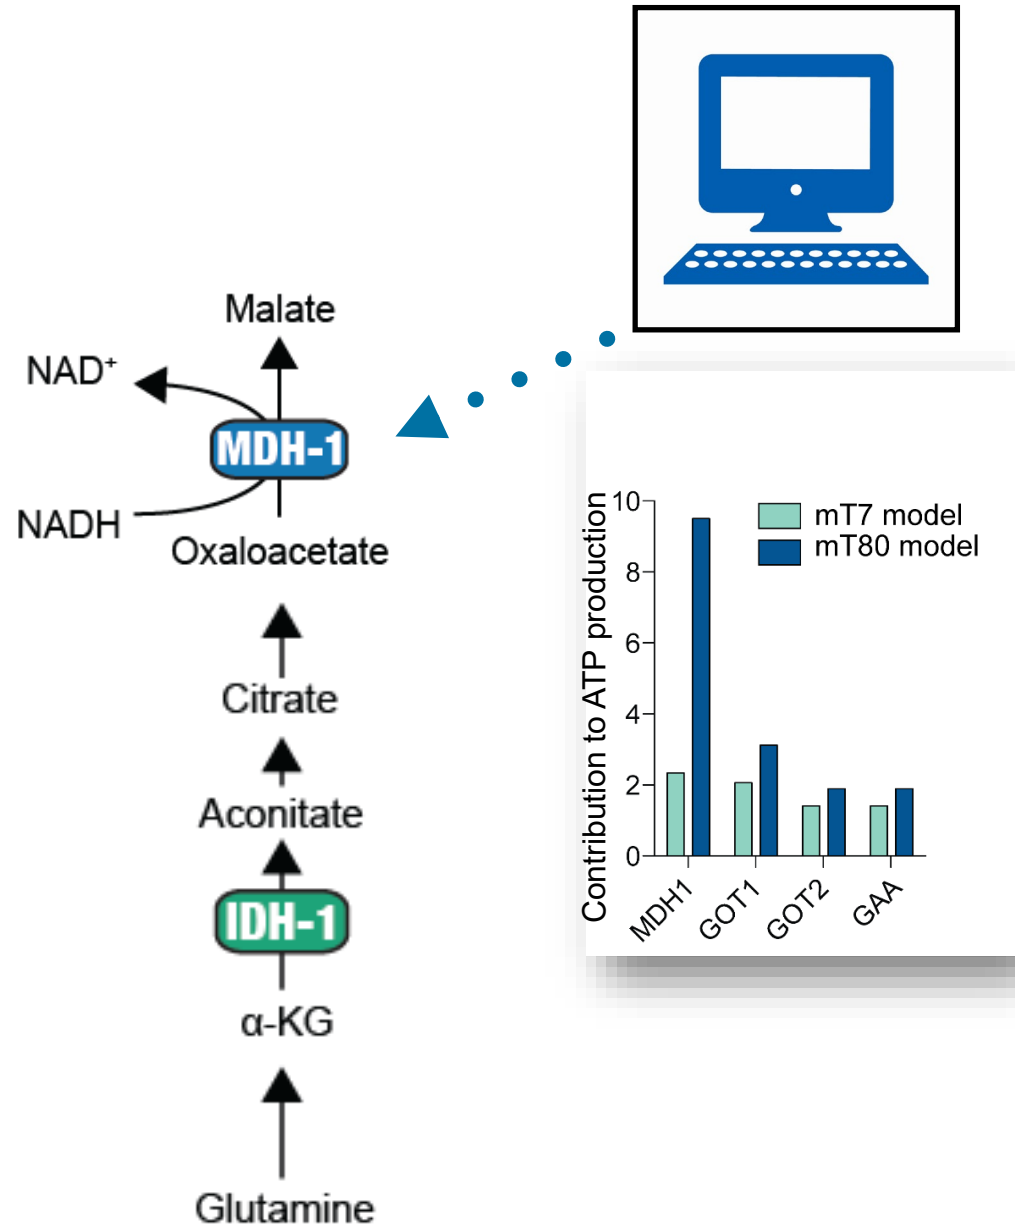 Malate
NAD⁺
MDH-1
NADH
Oxaloacetate
Citrate
Aconitate
IDH-1
α-KG
Glutamine
Contribution to ATP production
10
8
6
4
2
0
mT7 model
mT80 model
MDH1
GOT1
GOT2
GAA